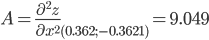 A = ∂²z / ∂x² (0.362; −0.3621) = 9.049